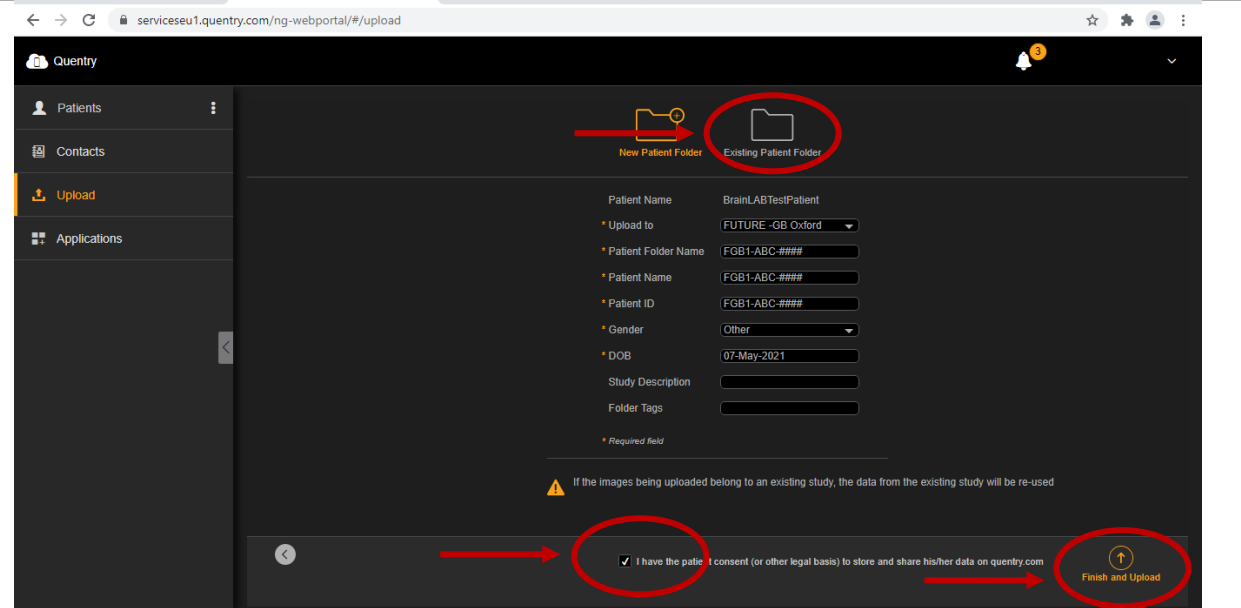 serviceseu1.quentry.com/ng-webportal/#/upload
Quentry
3
Patients
Contacts
Upload
Applications
New Patient Folder
Existing Patient Folder
Patient Name BrainLABTestPatient
* Upload to FUTURE -GB Oxford
* Patient Folder Name FGB1-ABC-####
* Patient Name FGB1-ABC-####
* Patient ID FGB1-ABC-####
* Gender Other
* DOB 07-May-2021
Study Description
Folder Tags
* Required field
If the images being uploaded belong to an existing study, the data from the existing study will be re-used
I have the patient consent (or other legal basis) to store and share his/her data on quentry.com
Finish and Upload